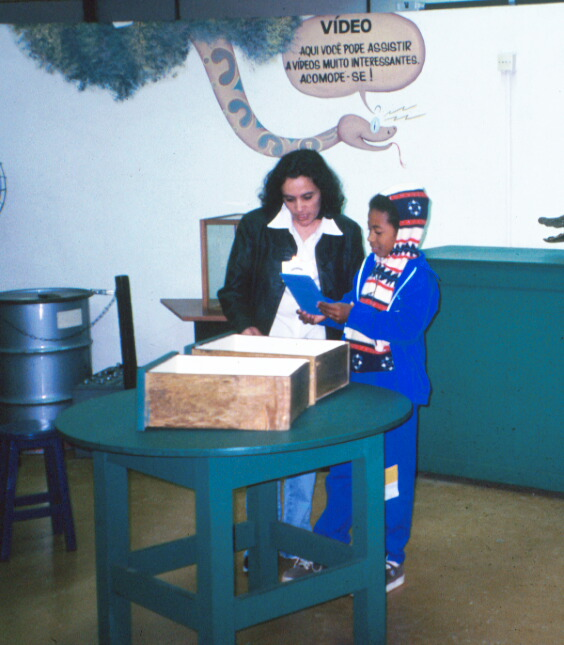 VÍDEO
AQUI VOCÊ PODE ASSISTIR
A VÍDEOS MUITO INTERESSANTES.
ACOMODE-SE!